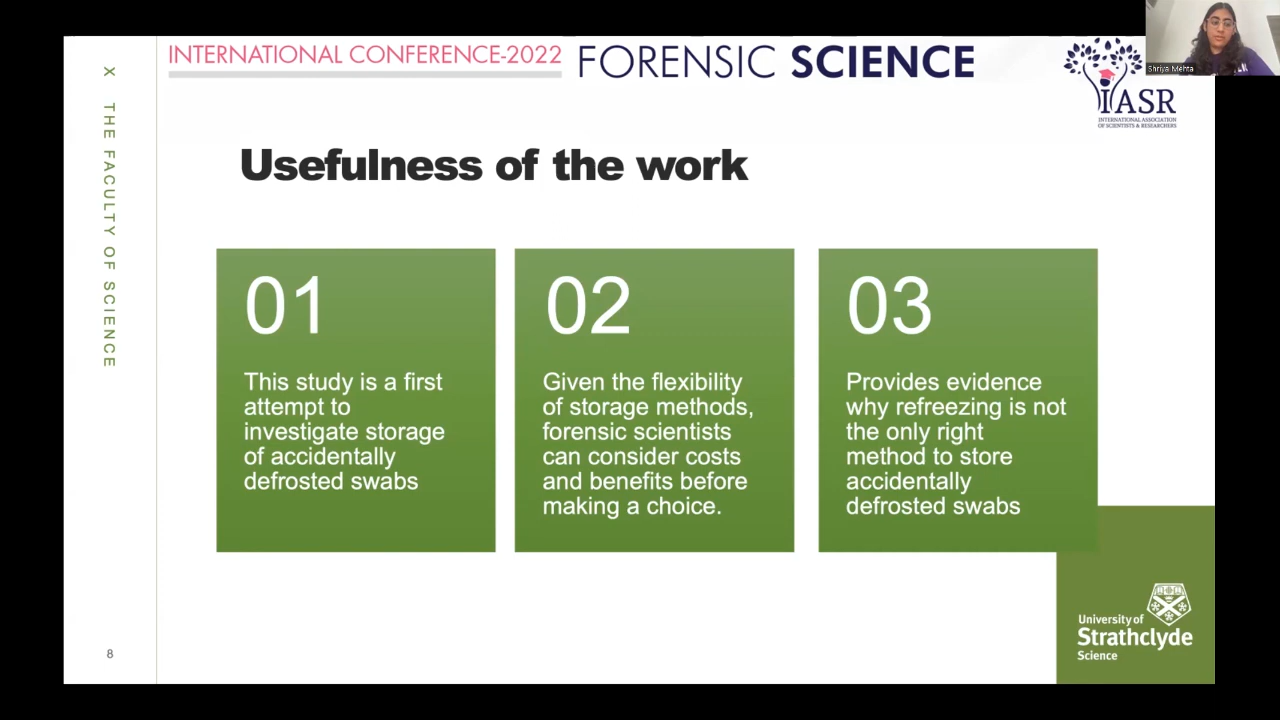 INTERNATIONAL CONFERENCE-2022
FORENSIC SCIENCE
Shriya Mehta
IASR
INTERNATIONAL ASSOCIATION
OF SCIENTISTS & RESEARCHERS
X THE FACULTY OF SCIENCE
Usefulness of the work
01
This study is a first
attempt to
investigate storage
of accidentally
defrosted swabs
02
Given the flexibility
of storage methods,
forensic scientists
can consider costs
and benefits before
making a choice.
03
Provides evidence
why refreezing is not
the only right
method to store
accidentally
defrosted swabs
8
University of
Strathclyde
Science